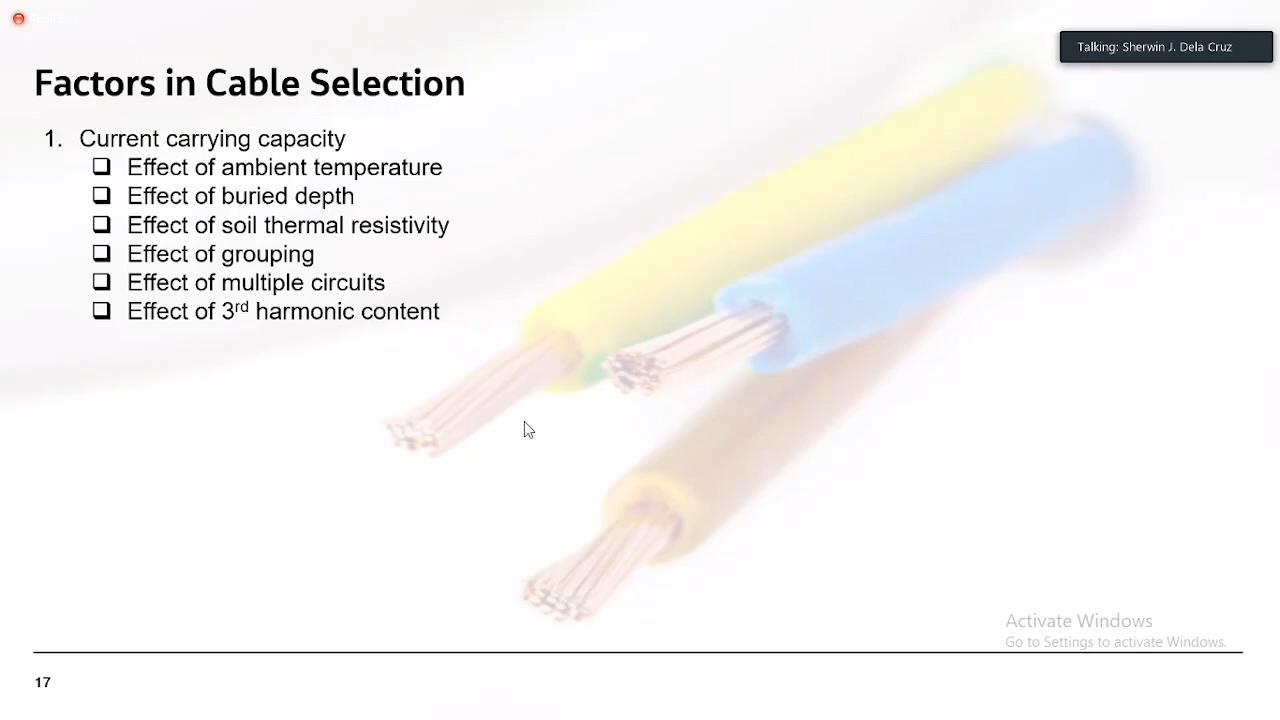 Talking: Sherwin J. Dela Cruz
Factors in Cable Selection
1. Current carrying capacity
❑ Effect of ambient temperature
❑ Effect of buried depth
❑ Effect of soil thermal resistivity
❑ Effect of grouping
❑ Effect of multiple circuits
❑ Effect of 3rd harmonic content
Activate Windows
Go to Settings to activate Windows.
17